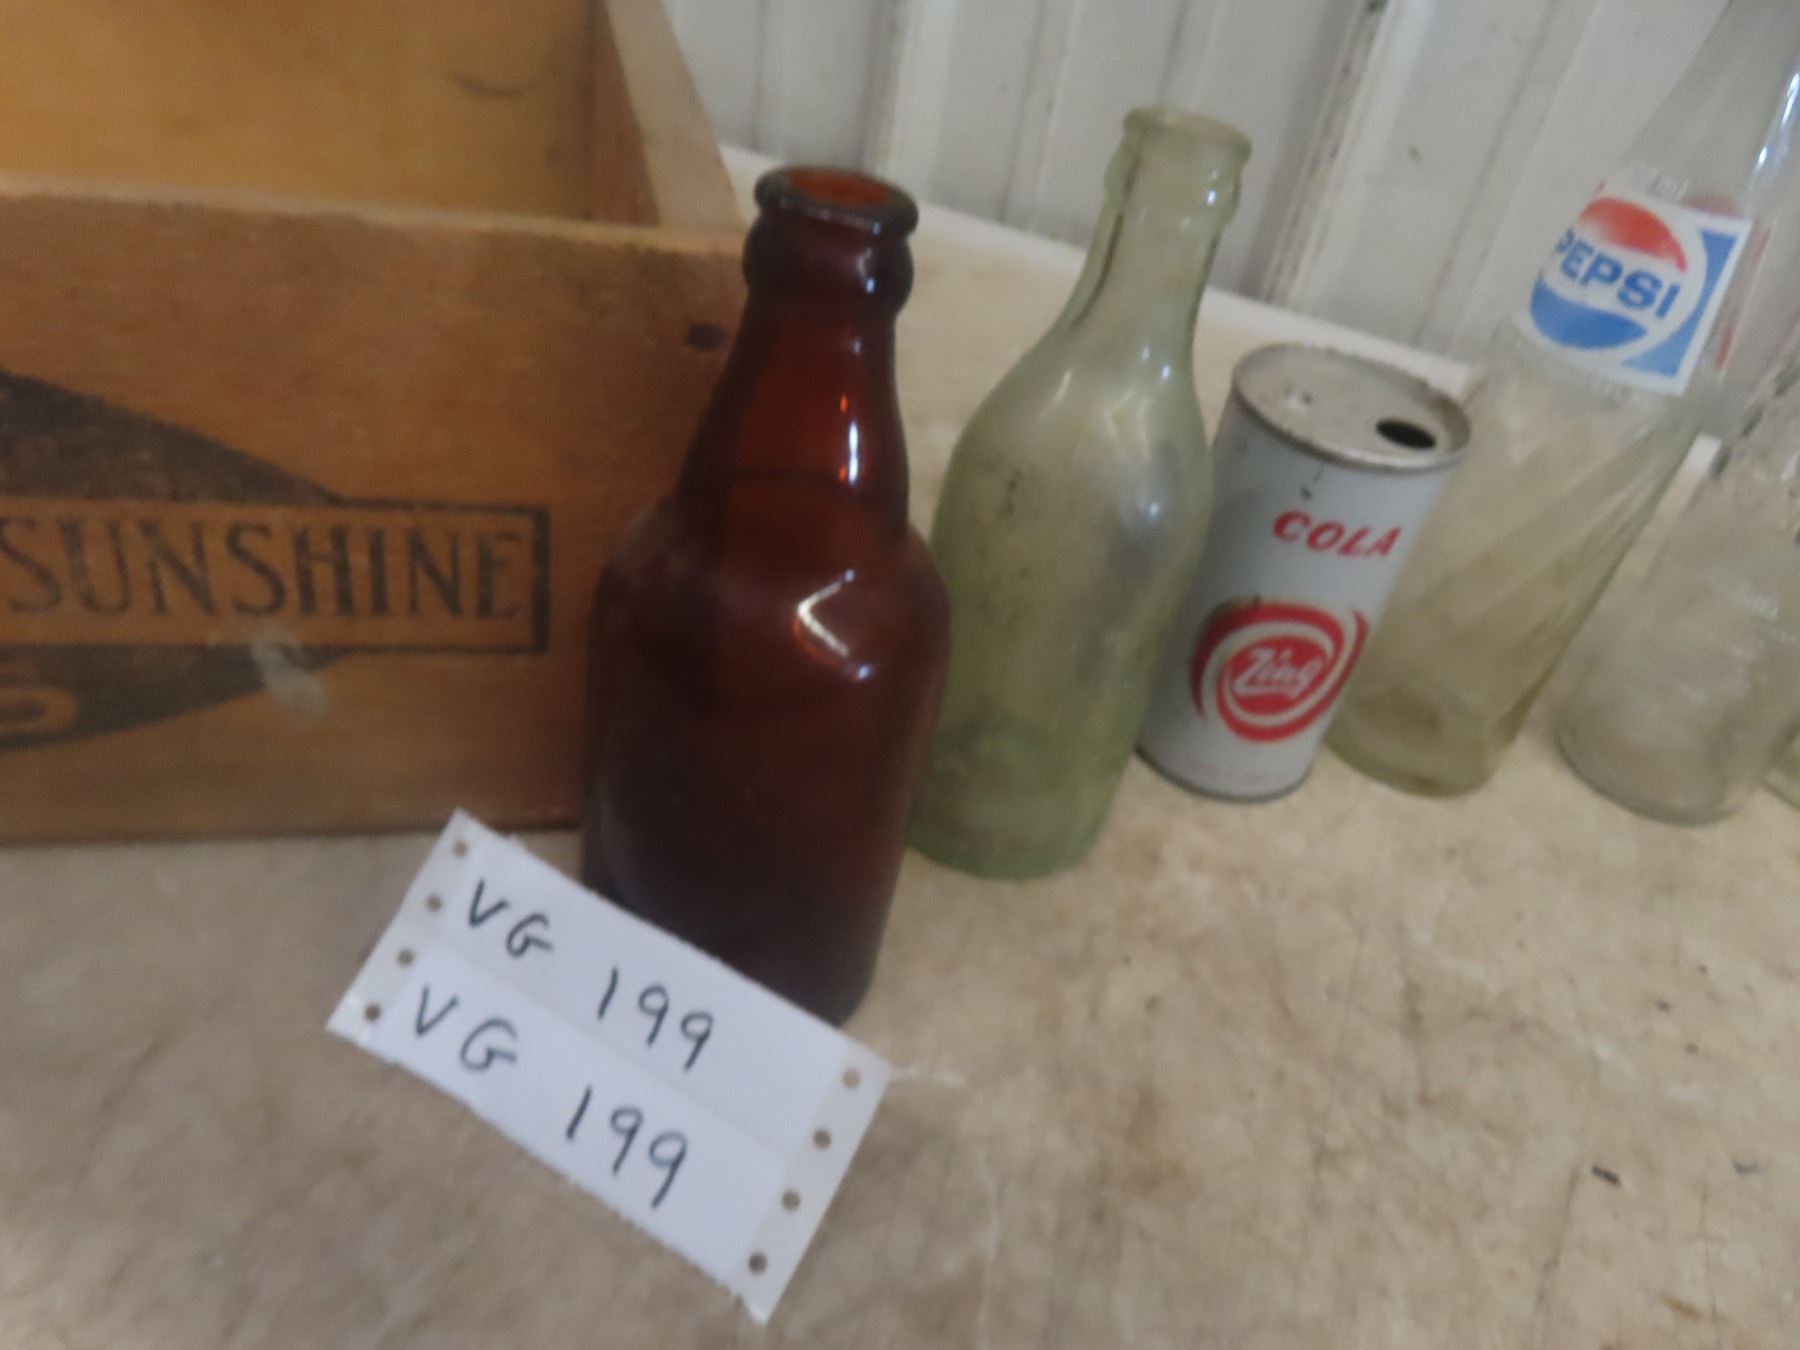 SUNSHINE
VG 199
VG 199
COLA
Zing
PEPSI